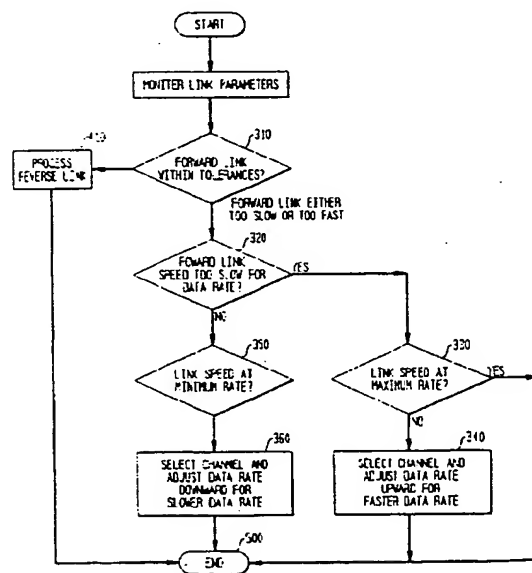 START
MONITER LINK PARAMETERS
310
FORWARD LINK
WITHIN TOLERANCES?
PROCESS
REVERSE LINK
FORWARD LINK EITHER
TOO SLOW OR TOO FAST
320
FOWARD LINK
SPEED TOO SLOW FOR
DATA RATE?
YES
NO
350
LINK SPEED AT
MINIMUM RATE?
330
LINK SPEED AT
MAXIMUM RATE?
YES
NO
360
SELECT CHANNEL AND
ADJUST DATA RATE
DOWNWARD FOR
SLOWER DATA RATE
340
SELECT CHANNEL AND
ADJUST DATA RATE
UPWARD FOR
FASTER DATA RATE
500
END